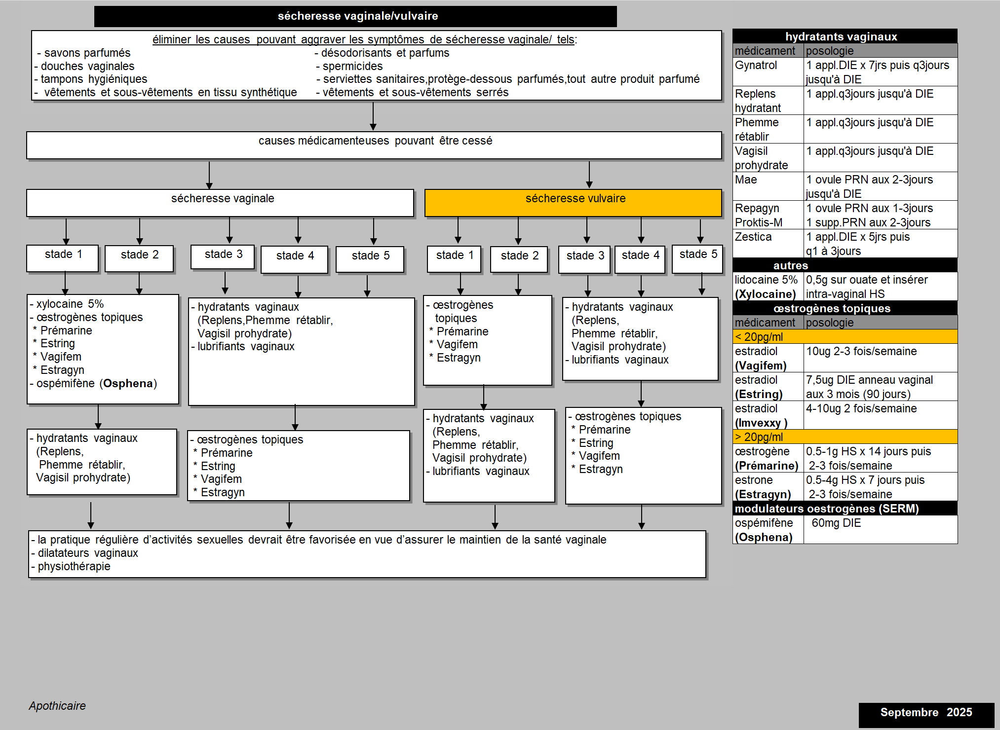 sécheresse vaginale/vulvaire
éliminer les causes pouvant aggraver les symptômes de sécheresse vaginale/ tels:
- savons parfumés
- désodorisants et parfums
- douches vaginales
- spermicides
- tampons hygiéniques
- serviettes sanitaires,protège-dessous parfumés,tout autre produit parfumé
- vêtements et sous-vêtements en tissu synthétique
- vêtements et sous-vêtements serrés
causes médicamenteuses pouvant être cessé
sécheresse vaginale
sécheresse vulvaire
stade 1
stade 2
stade 3
stade 4
stade 5
stade 1
stade 2
stade 3
stade 4
stade 5
- xylocaine 5%
- œstrogènes topiques
* Prémarine
* Estring
* Vagifem
* Estragyn
- ospémifène (Osphena)
- hydratants vaginaux
(Replens,Phemme rétablir,
Vagisil prohydrate)
- lubrifiants vaginaux
- œstrogènes
topiques
* Prémarine
* Vagifem
* Estragyn
- hydratants vaginaux
(Replens,
Phemme rétablir,
Vagisil prohydrate)
- lubrifiants vaginaux
- hydratants vaginaux
(Replens,
Phemme rétablir,
Vagisil prohydrate)
- œstrogènes topiques
* Prémarine
* Estring
* Vagifem
* Estragyn
- hydratants vaginaux
(Replens,
Phemme rétablir,
Vagisil prohydrate)
- lubrifiants vaginaux
- œstrogènes topiques
* Prémarine
* Estring
* Vagifem
* Estragyn
- la pratique régulière d’activités sexuelles devrait être favorisée en vue d’assurer le maintien de la santé vaginale
- dilatateurs vaginaux
- physiothérapie
hydratants vaginaux
médicament posologie
Gynatrol 1 appl.DIE x 7jrs puis q3jours
jusqu'à DIE
Replens 1 appl.q3jours jusqu'à DIE
hydratant
Phemme 1 appl.q3jours jusqu'à DIE
rétablir
Vagisil 1 appl.q3jours jusqu'à DIE
prohydrate
Mae 1 ovule PRN aux 2-3jours
jusqu'à DIE
Repagyn 1 ovule PRN aux 1-3jours
Proktis-M 1 supp.PRN aux 2-3jours
Zestica 1 appl.DIE x 5jrs puis
q1 à 3jours
autres
lidocaine 5% 0,5g sur ouate et insérer
(Xylocaine) intra-vaginal HS
œstrogènes topiques
médicament posologie
< 20pg/ml
estradiol 10ug 2-3 fois/semaine
(Vagifem)
estradiol 7,5ug DIE anneau vaginal
(Estring) aux 3 mois (90 jours)
estradiol 4-10ug 2 fois/semaine
(Imvexxy )
> 20pg/ml
œstrogène 0.5-1g HS x 14 jours puis
(Prémarine) 2-3 fois/semaine
estrone 0.5-4g HS x 7 jours puis
(Estragyn) 2-3 fois/semaine
modulateurs oestrogènes (SERM)
ospémifène 60mg DIE
(Osphena)
Apothicaire
Septembre 2025